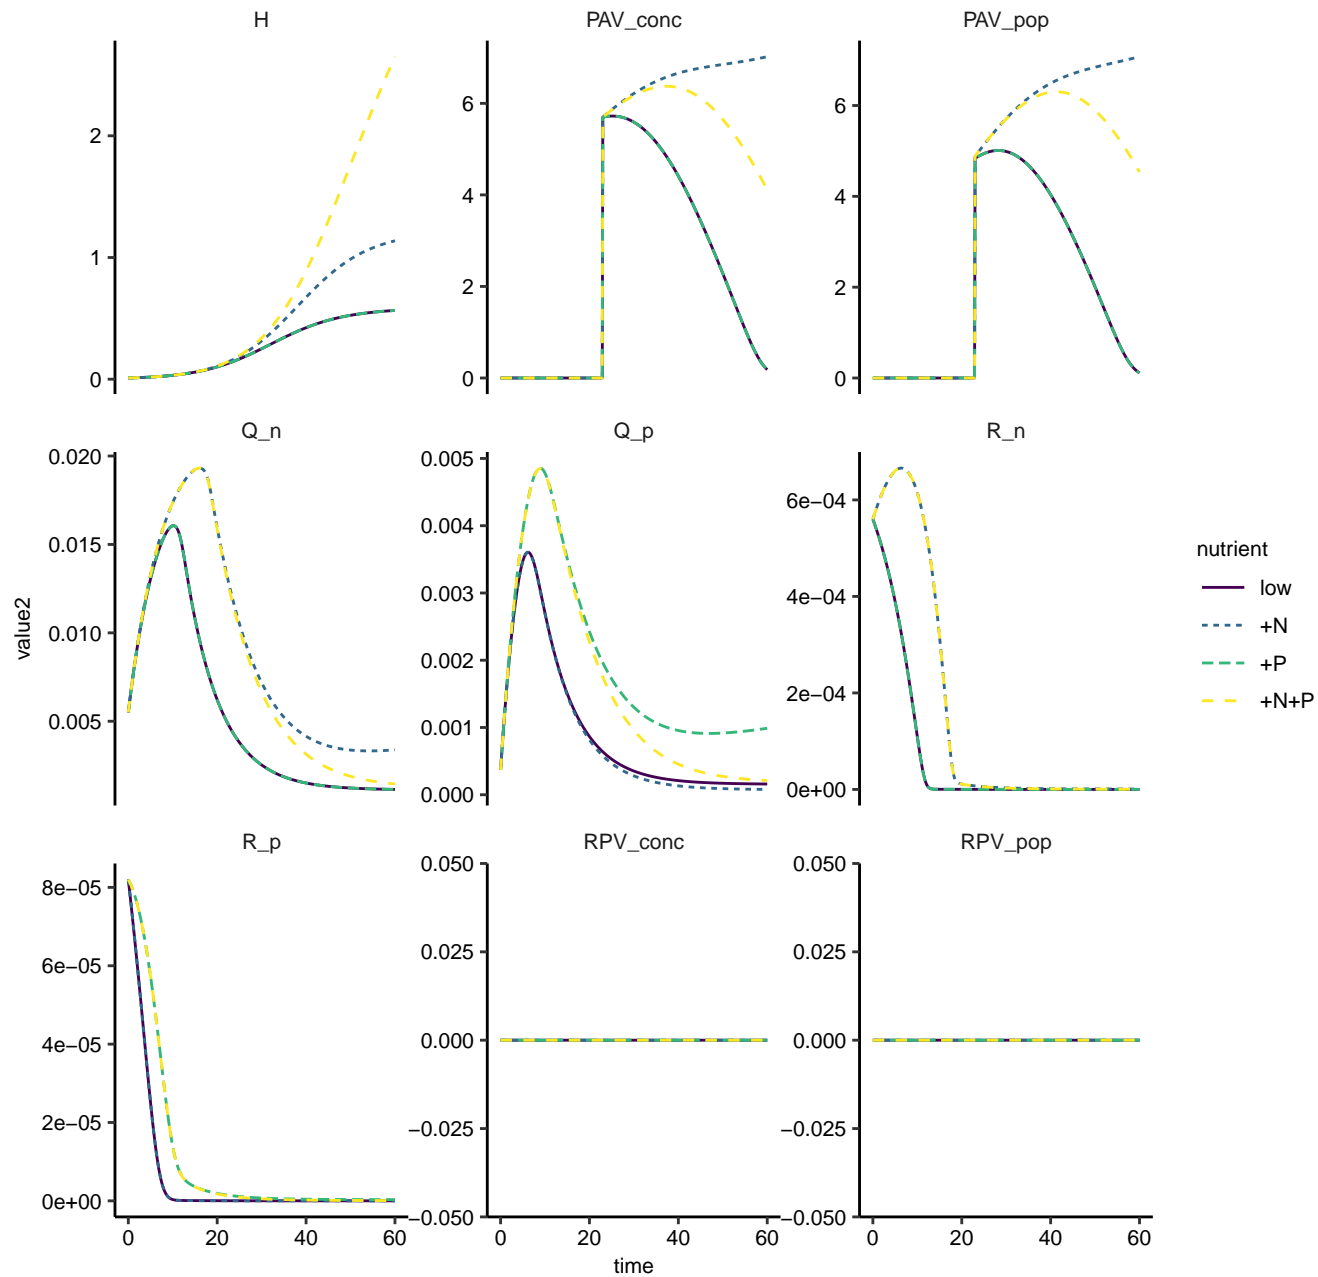 H
PAV_conc
PAV_pop
2
1
0
6
4
2
0
6
4
2
0
Q_n
Q_p
R_n
0.020
0.015
0.010
0.005
0.005
0.004
0.003
0.002
0.001
0.000
6e−04
4e−04
2e−04
0e+00
value2
R_p
RPV_conc
RPV_pop
8e−05
6e−05
4e−05
2e−05
0e+00
0.050
0.025
0.000
−0.025
−0.050
0.050
0.025
0.000
−0.025
−0.050
0 20 40 60
0 20 40 60
0 20 40 60
time
nutrient
low
+N
+P
+N+P